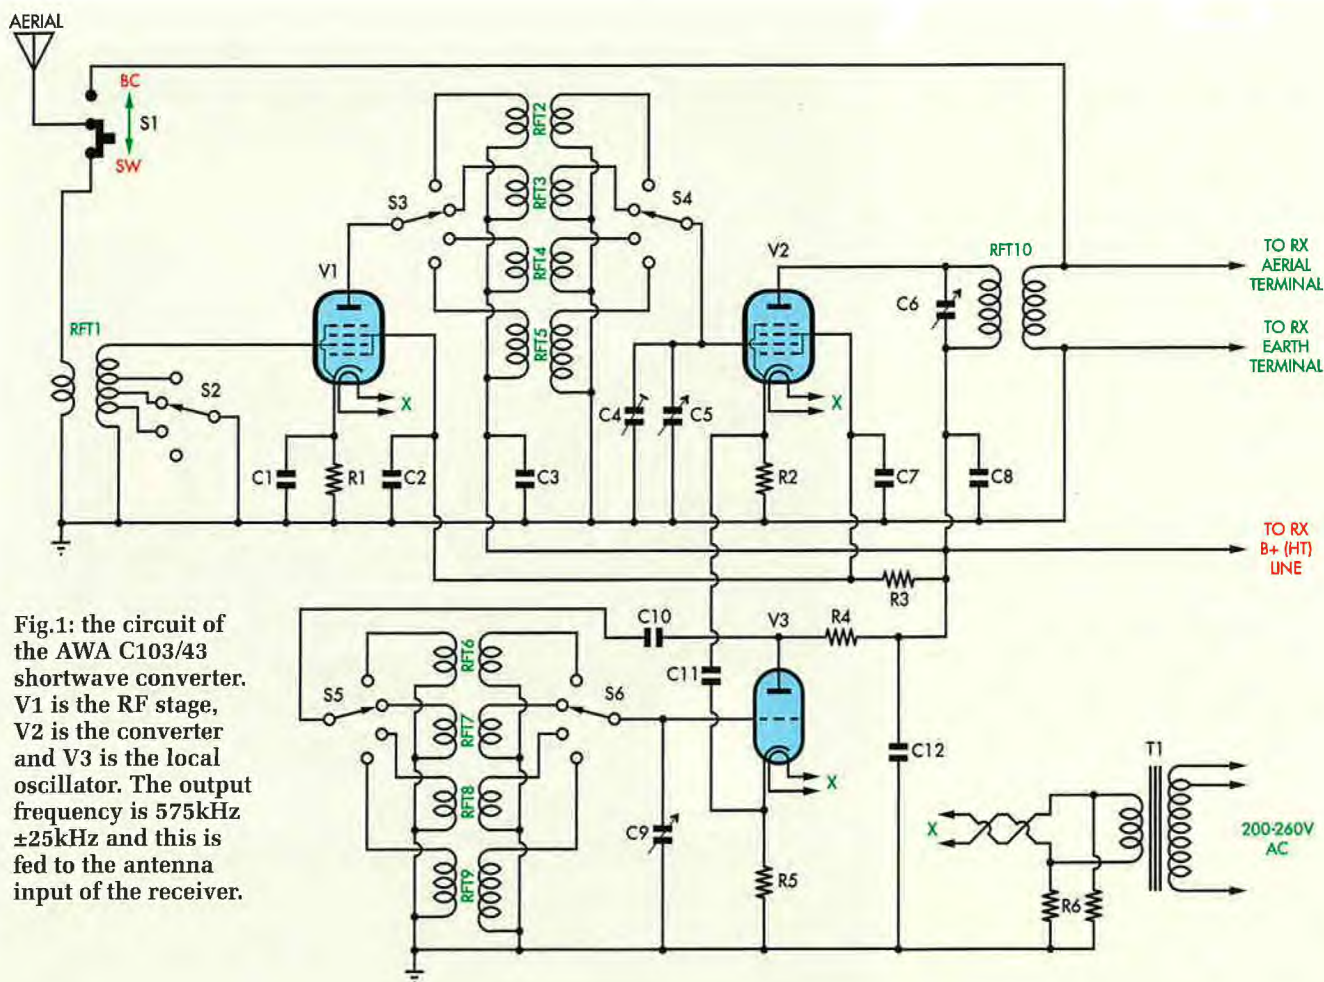 AERIAL
BC
S1
SW
RFT1
S2
V1
X
C1
R1
C2
S3
RFT2
RFT3
RFT4
RFT5
S4
C3
C4
C5
V2
X
R2
C7
C6
RFT10
C8
TO RX
AERIAL
TERMINAL
TO RX
EARTH
TERMINAL
TO RX
B+ (HT)
LINE
R3
Fig.1: the circuit of
the AWA C103/43
shortwave converter.
V1 is the RF stage,
V2 is the converter
and V3 is the local
oscillator. The output
frequency is 575kHz
±25kHz and this is
fed to the antenna
input of the receiver.
C10
V3
R4
C11
S5
RFT6
RFT7
RFT8
RFT9
S6
C9
X
R5
C12
X
R6
T1
200-260V
AC